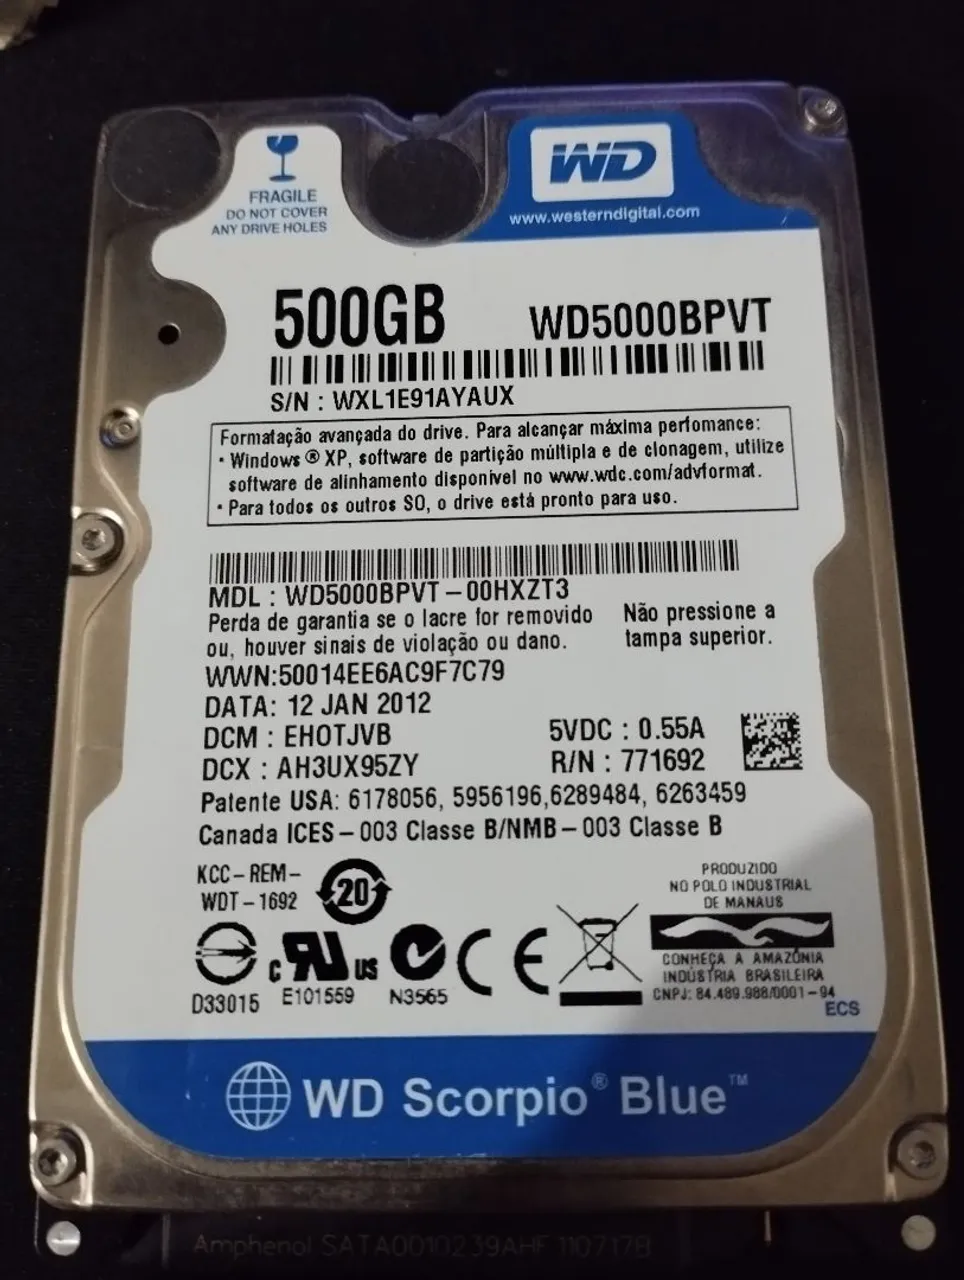 FRAGILE
DO NOT COVER
ANY DRIVE HOLES
WD
www.westerndigital.com
500GB
WD5000BPVT
S/N : WXL1E91AYAUX
Formatação avançada do drive. Para alcançar máxima perfomance:
• Windows ® XP, software de partição múltipla e de clonagem, utilize
software de alinhamento disponível no www.wdc.com/advformat.
• Para todos os outros SO, o drive está pronto para uso.
MDL : WD5000BPVT-00HXZT3
Perda de garantia se o lacre for removido
ou, houver sinais de violação ou dano.
Não pressione a
tampa superior.
WWN:50014EE6AC9F7C79
DATA: 12 JAN 2012
DCM : EHOTJVB
DCX : AH3UX95ZY
5VDC : 0.55A
R/N : 771692
Patente USA: 6178056, 5956196,6289484, 6263459
Canada ICES-003 Classe B/NMB-003 Classe B
KCC-REM-
WDT-1692
20
D33015
c UR us
E101559
N3565
CE
PRODUZIDO
NO POLO INDUSTRIAL
DE MANAUS
CONHEÇA A AMAZÔNIA
INDÚSTRIA BRASILEIRA
CNPJ: 84.489.988/0001-94
ECS
WD Scorpio® Blue™
Amphenol SATA0010239AHF 1107178